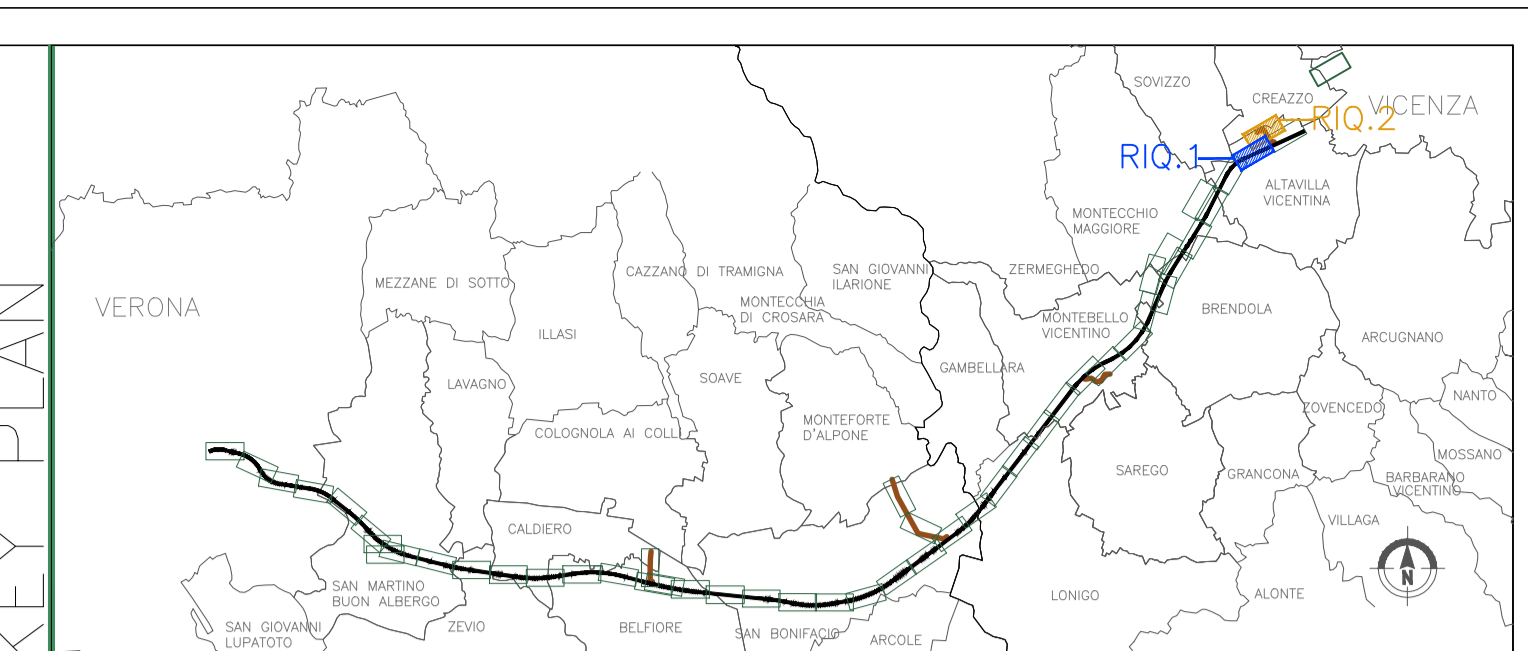 KEY PLAN
SOVIZZO
CREAZZO
VICENZA
RIQ.2
RIQ.1
ALTAVILLA
VICENTINA
MONTECCHIO
MAGGIORE
MEZZANE DI SOTTO
CAZZANO DI TRAMIGNA
SAN GIOVANNI
ILARIONE
ZERMEGHEDO
VERONA
MONTECCHIA
DI CROSARA
MONTEBELLO
VICENTINO
BRENDOLA
ILLASI
ARCUGNANO
GAMBELLARA
LAVAGNO
SOAVE
NANTO
ZOVENCEDO
MONTEFORTE
D'ALPONE
COLOGNOLA AI COLLI
MOSSANO
SAREGO
GRANCONA
BARBARANO
VICENTINO
CALDIERO
VILLAGA
N
SAN MARTINO
BUON ALBERGO
LONIGO
ALONTE
SAN GIOVANNI
LUPATOTO
ZEVIO
BELFIORE
SAN BONIFACIO
ARCOLE